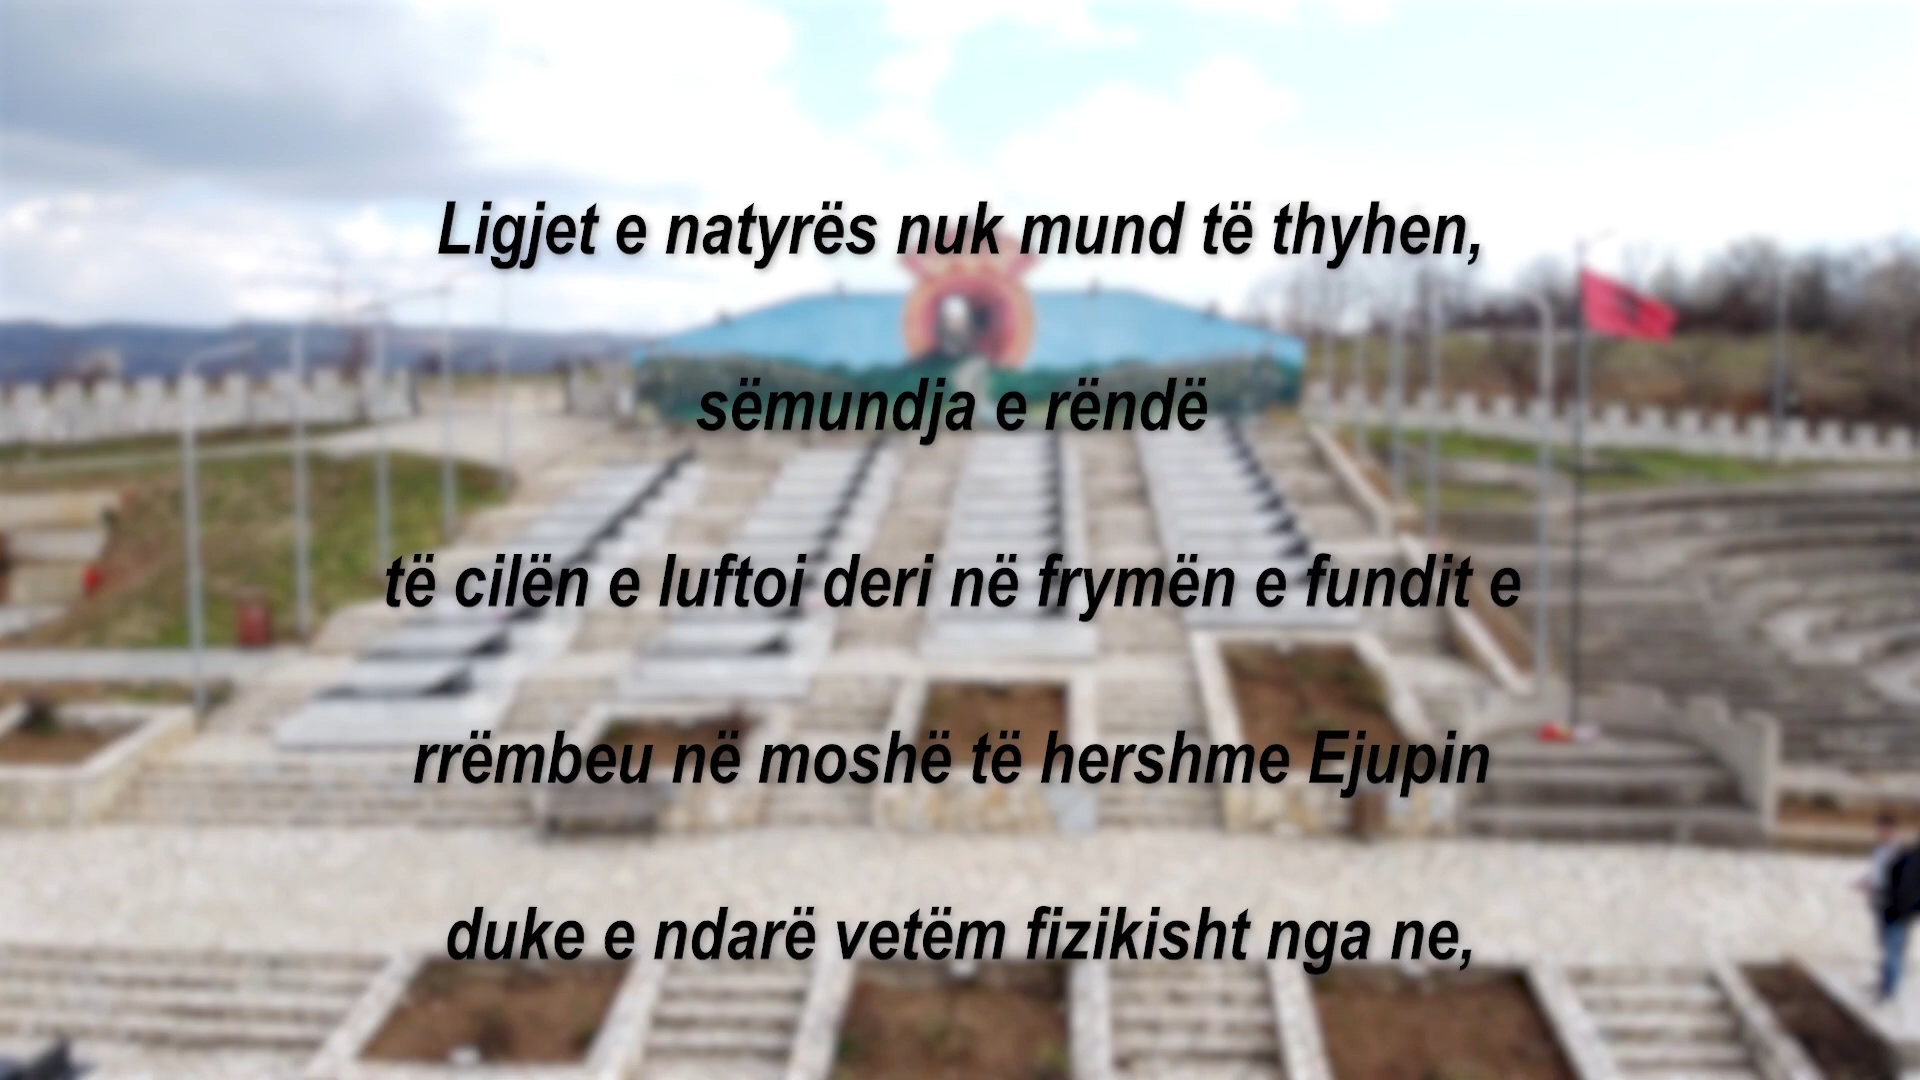 Ligjet e natyrës nuk mund të thyhen,
sëmundja e rëndë
të cilën e luftoi deri në frymën e fundit e
rrëmbeu në moshë të hershme Ejupin
duke e ndarë vetëm fizikisht nga ne,